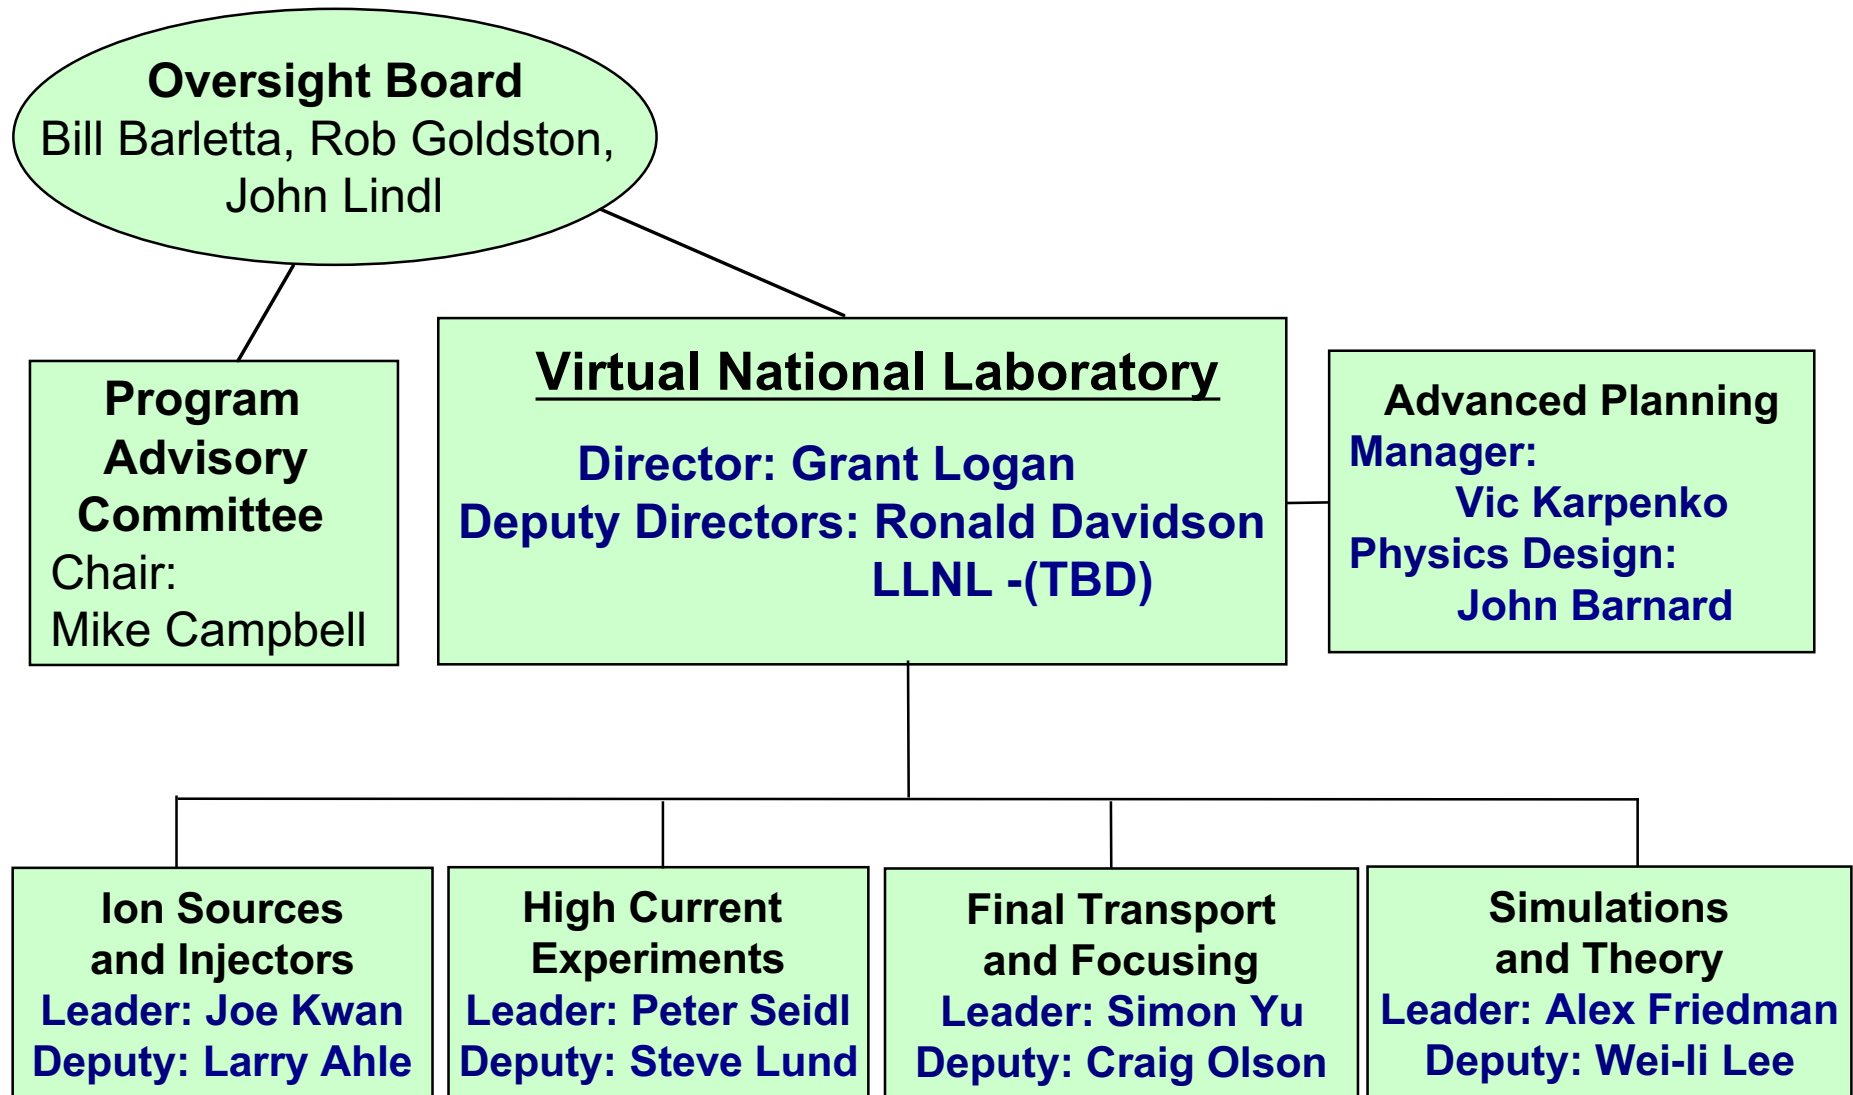 Oversight Board
Bill Barletta, Rob Goldston,
John Lindl
Program
Advisory
Committee
Chair:
Mike Campbell
Virtual National Laboratory
Director: Grant Logan
Deputy Directors: Ronald Davidson
LLNL -(TBD)
Advanced Planning
Manager:
Vic Karpenko
Physics Design:
John Barnard
Ion Sources
and Injectors
Leader: Joe Kwan
Deputy: Larry Ahle
High Current
Experiments
Leader: Peter Seidl
Deputy: Steve Lund
Final Transport
and Focusing
Leader: Simon Yu
Deputy: Craig Olson
Simulations
and Theory
Leader: Alex Friedman
Deputy: Wei-li Lee